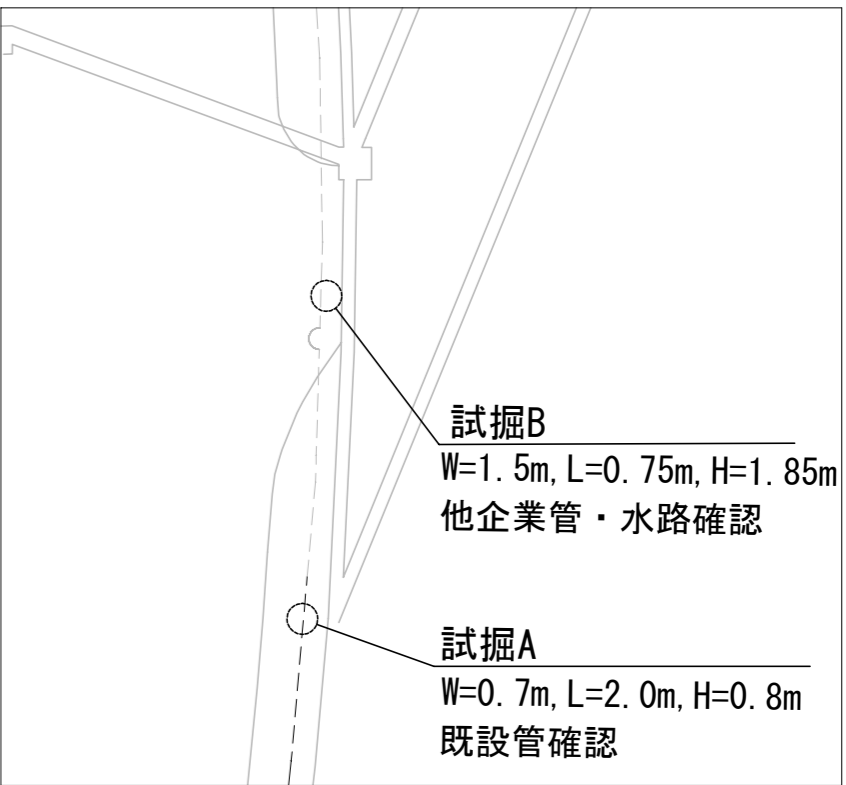 試掘B
W=1.5m,L=0.75m,H=1.85m
他企業管・水路確認
試掘A
W=0.7m,L=2.0m,H=0.8m
既設管確認